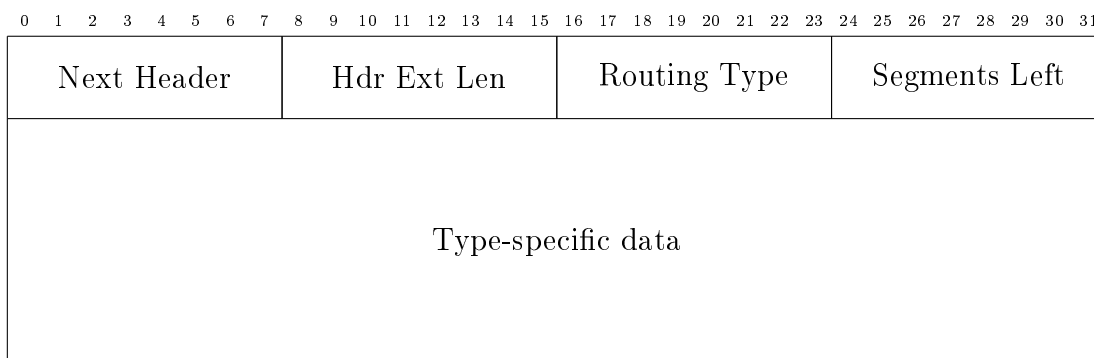 0 1 2 3 4 5 6 7 8 9 10 11 12 13 14 15 16 17 18 19 20 21 22 23 24 25 26 27 28 29 30 31
Next Header Hdr Ext Len Routing Type Segments Left
Type-specific data